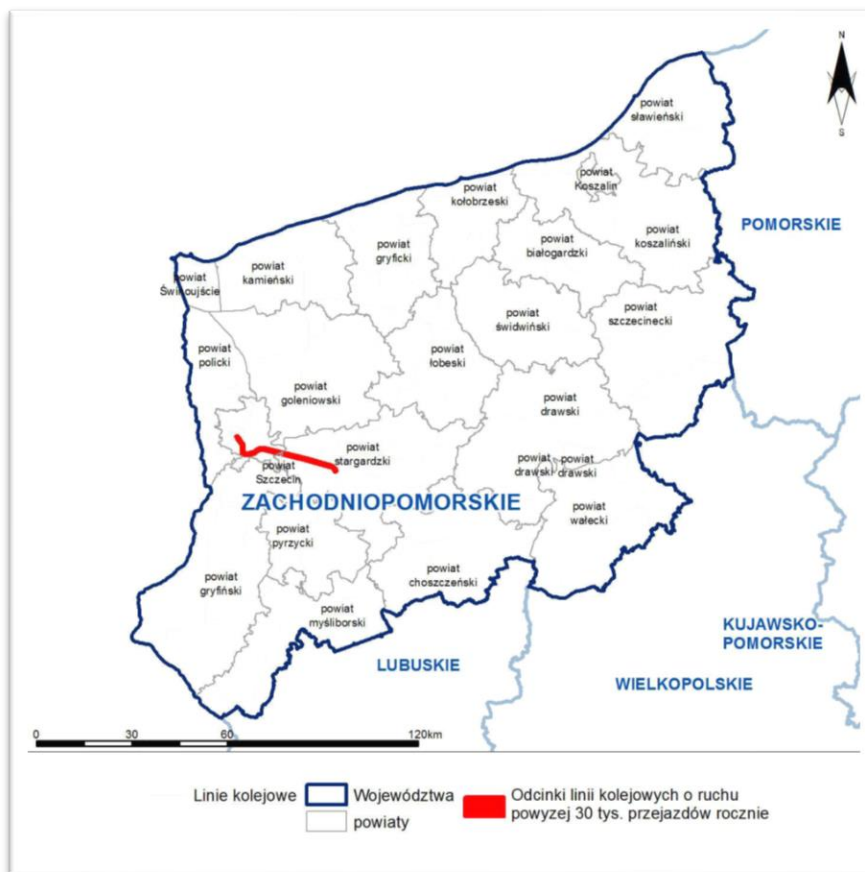 N
S
powiat
sławieński
powiat
Koszalin
powiat
kołobrzeski
POMORSKIE
powiat
koszaliński
powiat
białogardzki
powiat
gryficki
powiat
kamieński
powiat
Świnoujście
powiat
szczecinecki
powiat
świdwiński
powiat
policki
powiat
łobeski
powiat
goleniowski
powiat
drawski
powiat
stargardzki
powiat
drawski
powiat
drawski
powiat
Szczecin
ZACHODNIOPOMORSKIE
powiat
wałecki
powiat
pyrzycki
powiat
choszczeński
powiat
gryfiński
powiat
myśliborski
KUJAWSKO-
POMORSKIE
LUBUSKIE
WIELKOPOLSKIE
0 30 60 120km
Linie kolejowe
Województwa
powiaty
Odcinki linii kolejowych o ruchu
powyzej 30 tys. przejazdów rocznie